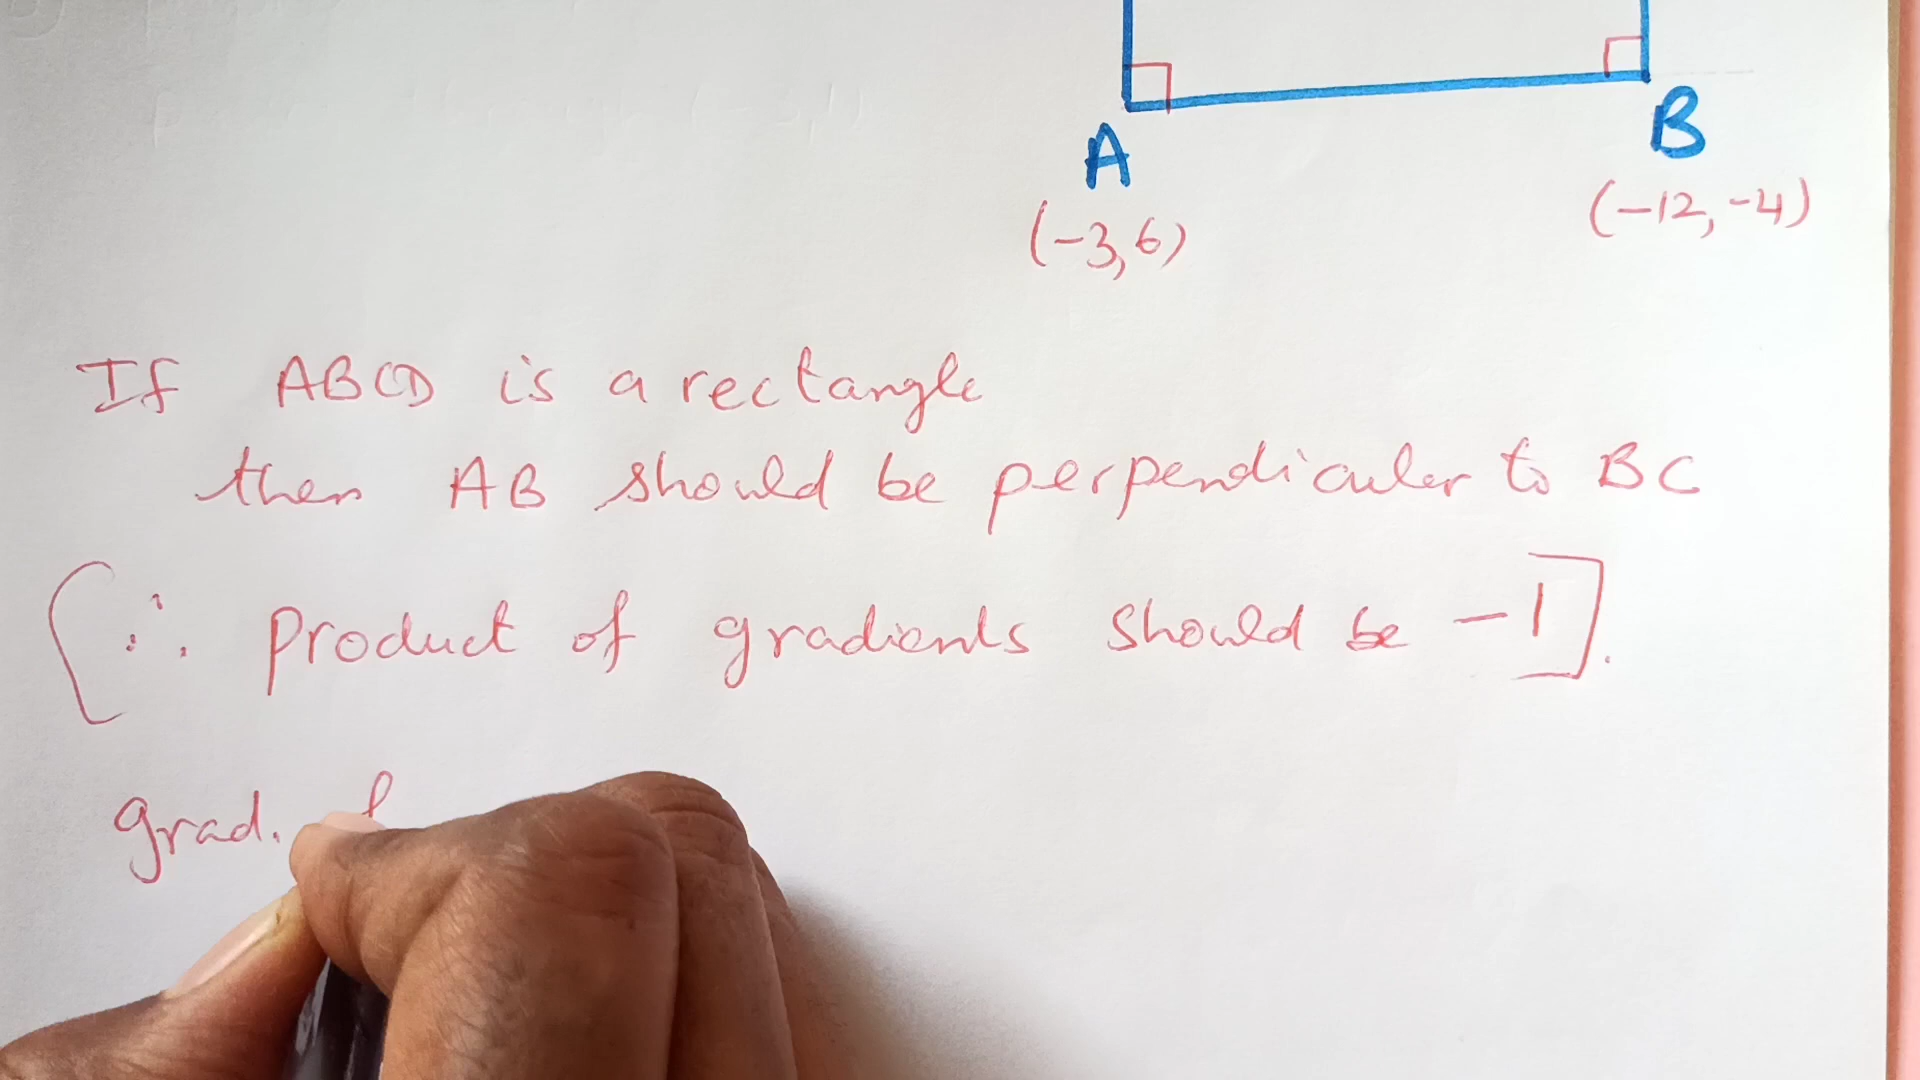 A
B
(-3,6)
(-12,-4)
If ABCD is a rectangle
then AB should be perpendicular to BC
[∴ product of gradients should be -1].
grad.